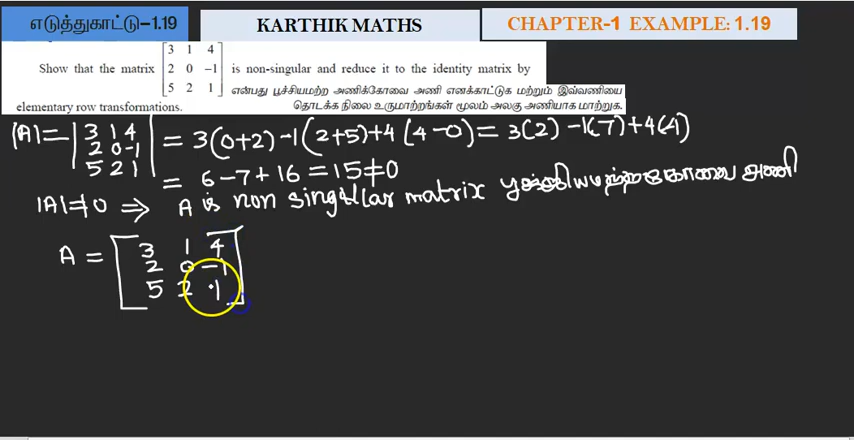 எடுத்துகாட்டு–1.19
KARTHIK MATHS
CHAPTER-1 EXAMPLE: 1.19
Show that the matrix [3 1 4
2 0 −1
5 2 1] is non-singular and reduce it to the identity matrix by
elementary row transformations.
என்பது பூச்சியமற்ற அணிக்கோவை அணி எனக்காட்டுக மற்றும் இவ்வணியை
தொடக்க நிலை உருமாற்றங்கள் மூலம் அலகு அணியாக மாற்றுக.
|A| = |3 1 4
2 0 -1
5 2 1| = 3(0+2) -1(2+5)+4(4-0) = 3(2) -1(7)+4(4)
= 6-7+16 = 15≠0
|A|≠0 ⇒ A is non singular matrix பூச்சியமற்றகோவை அணி
A = [3 1 4
2 0 -1
5 2 1]